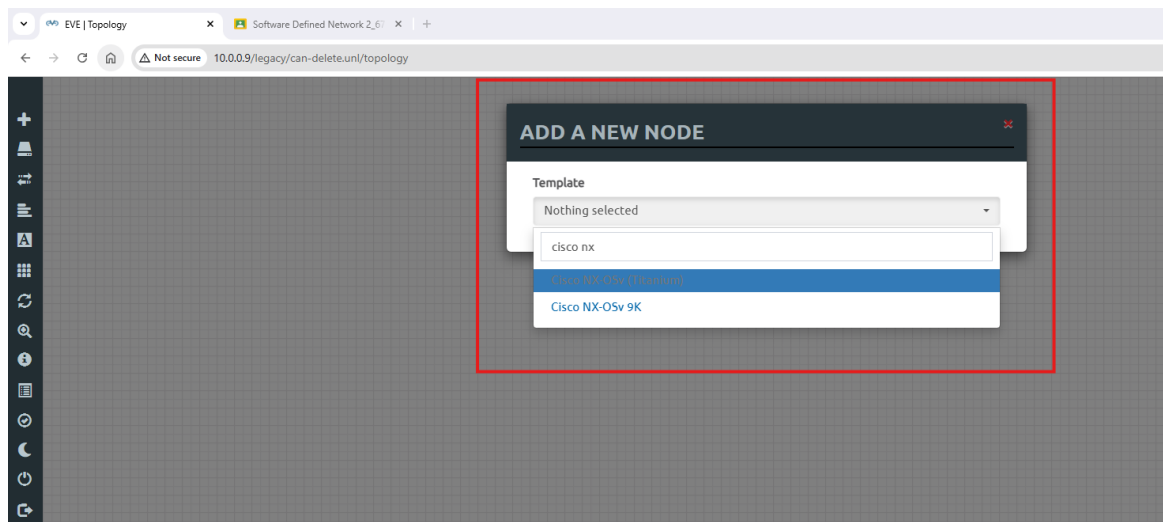 EVE | Topology
Software Defined Network 2_6
Not secure
10.0.0.9/legacy/can-delete.unl/topology
ADD A NEW NODE
Template
Nothing selected
cisco nx
Cisco NX-OSv (Titanium)
Cisco NX-OSv 9K